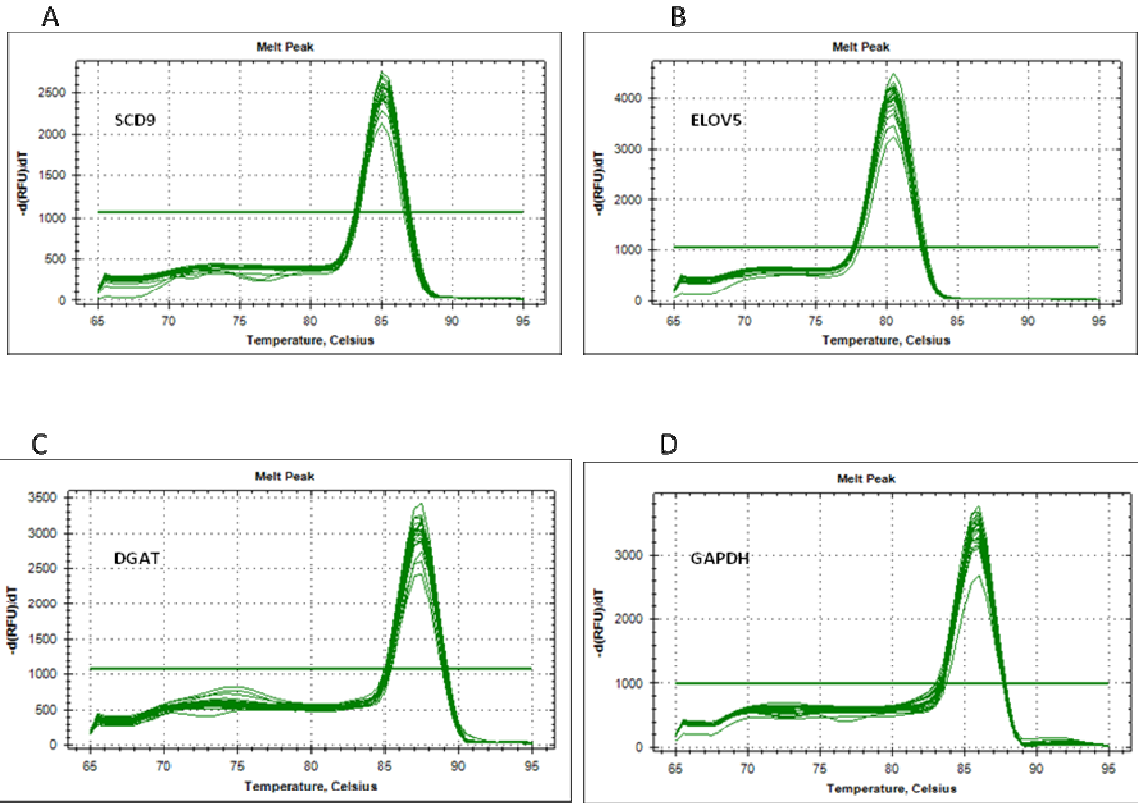 A
Melt Peak
SCD9
-d(RFU)/dT
2500
2000
1500
1000
500
0
65 70 75 80 85 90 95
Temperature, Celsius
B
Melt Peak
ELOV5
-d(RFU)/dT
4000
3000
2000
1000
0
65 70 75 80 85 90 95
Temperature, Celsius
C
Melt Peak
DGAT
-d(RFU)/dT
3500
3000
2500
2000
1500
1000
500
0
65 70 75 80 85 90 95
Temperature, Celsius
D
Melt Peak
GAPDH
-d(RFU)/dT
3000
2000
1000
0
65 70 75 80 85 90 95
Temperature, Celsius